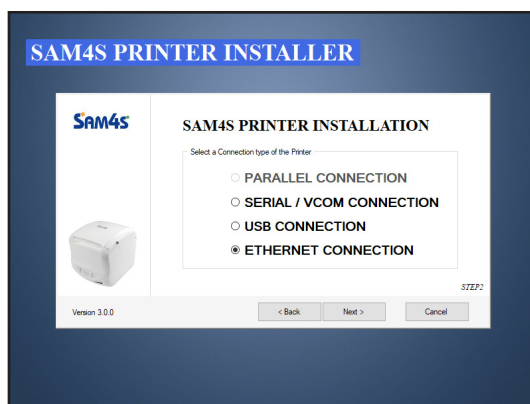 SAM4S PRINTER INSTALLER
SAM4S
SAM4S PRINTER INSTALLATION
Select a Connection type of the Printer
PARALLEL CONNECTION
SERIAL / VCOM CONNECTION
USB CONNECTION
ETHERNET CONNECTION
STEP2
Version 3.0.0
< Back
Next >
Cancel